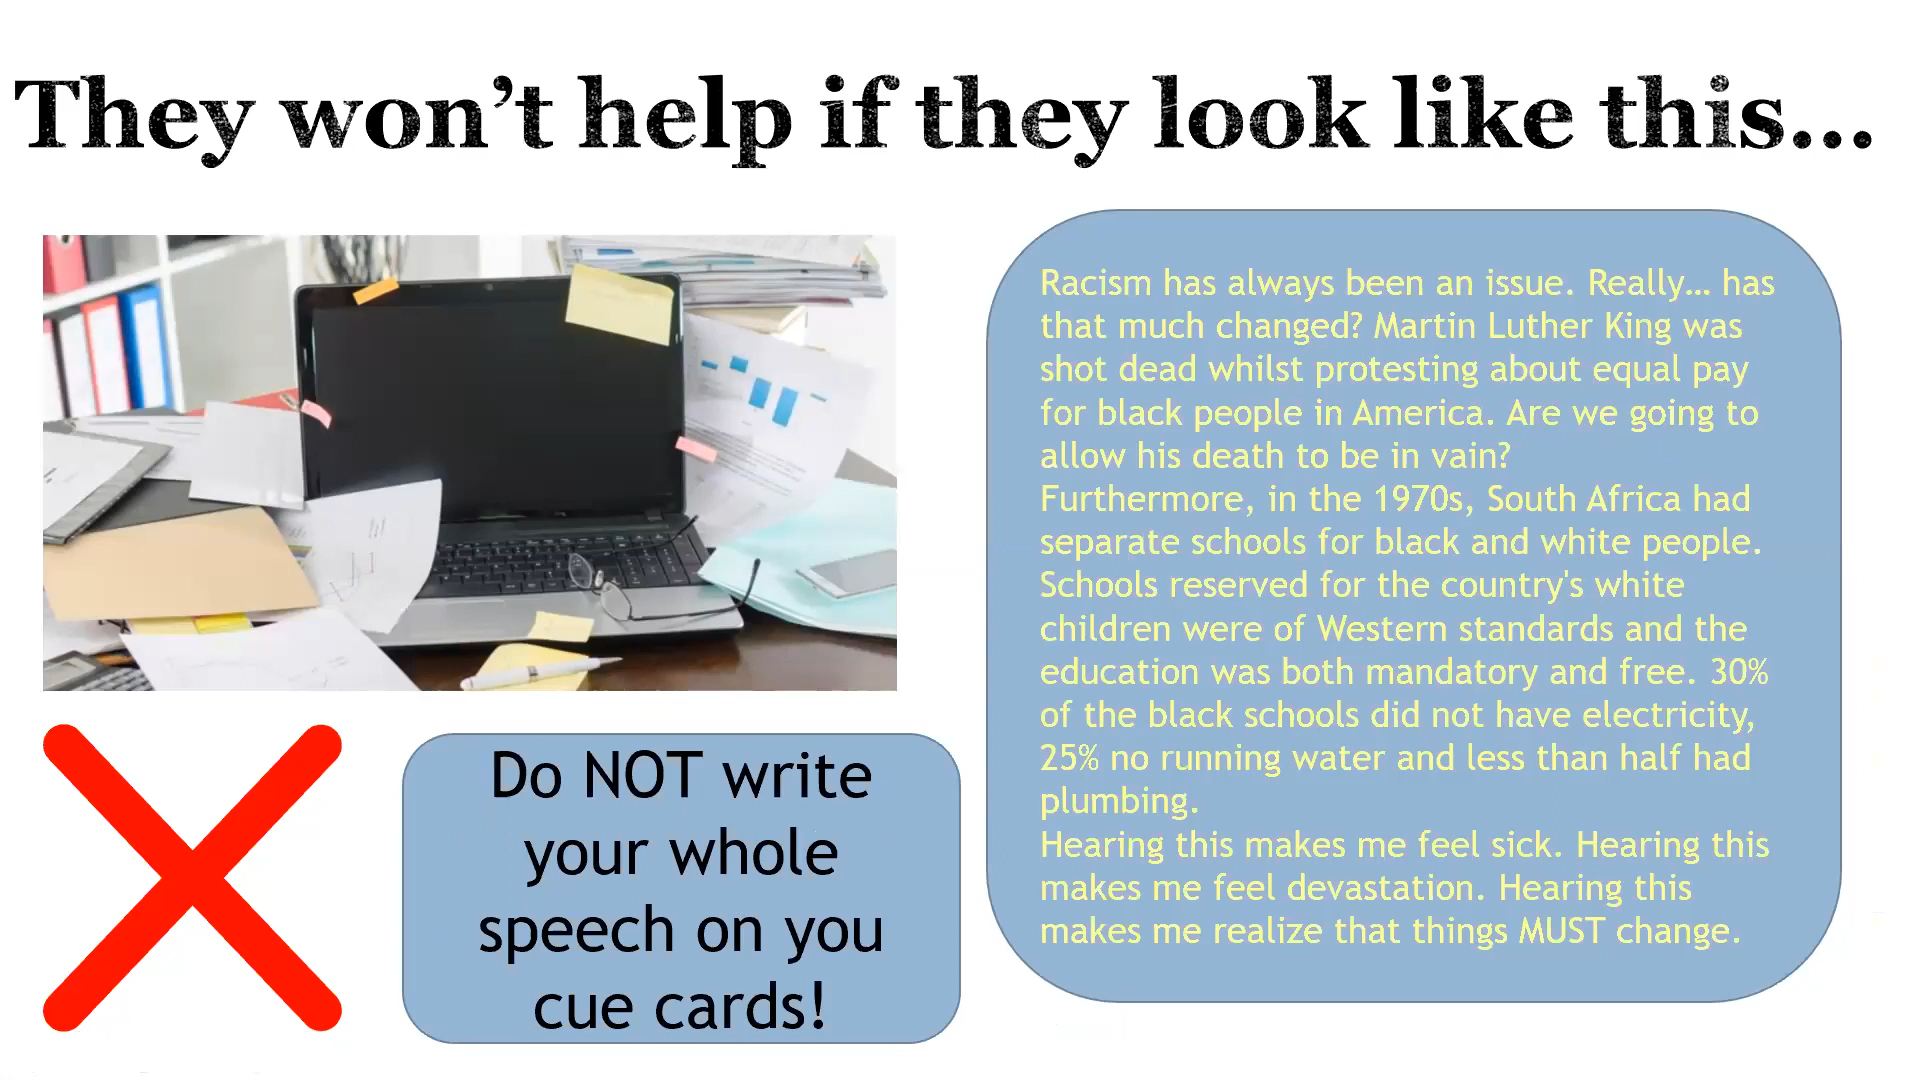 They won’t help if they look like this…
Racism has always been an issue. Really… has
that much changed? Martin Luther King was
shot dead whilst protesting about equal pay
for black people in America. Are we going to
allow his death to be in vain?
Furthermore, in the 1970s, South Africa had
separate schools for black and white people.
Schools reserved for the country's white
children were of Western standards and the
education was both mandatory and free. 30%
of the black schools did not have electricity,
25% no running water and less than half had
plumbing.
Hearing this makes me feel sick. Hearing this
makes me feel devastation. Hearing this
makes me realize that things MUST change.
Do NOT write
your whole
speech on you
cue cards!